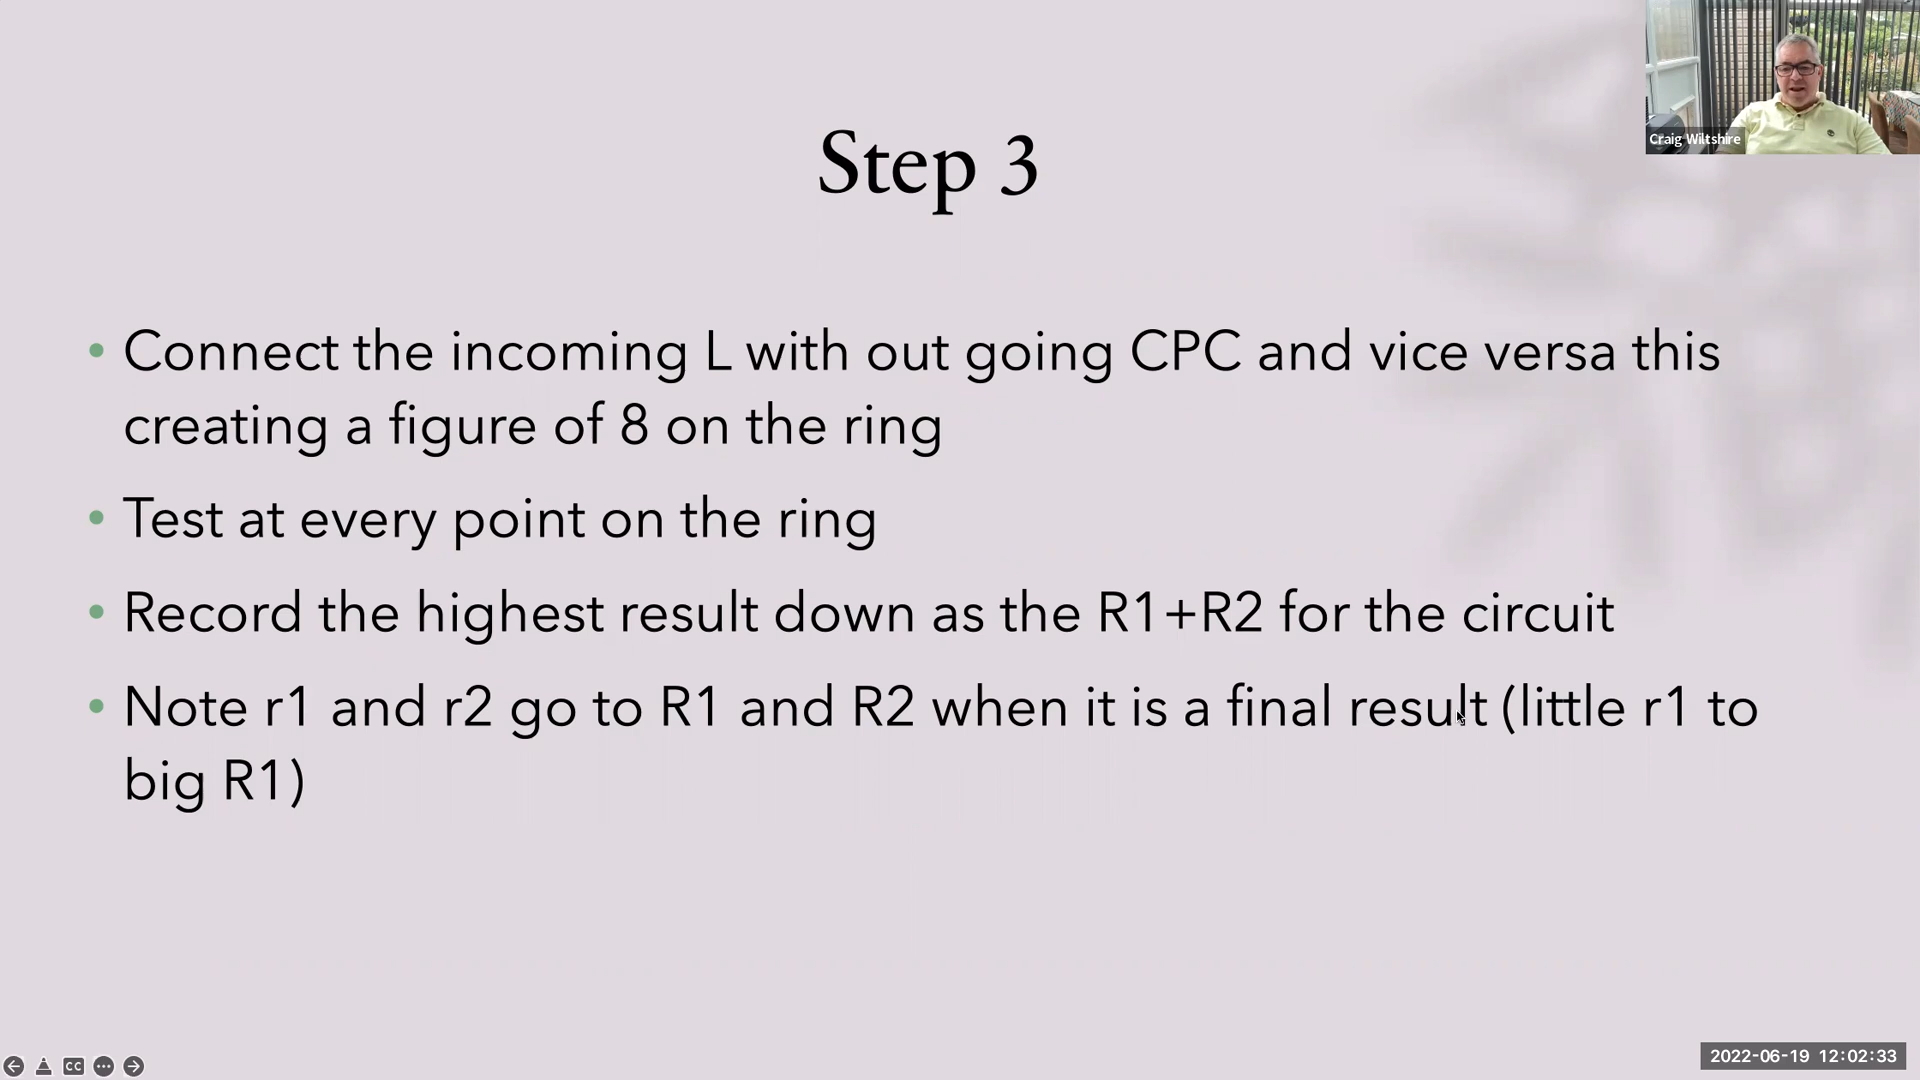 Craig Wiltshire
Step 3
• Connect the incoming L with out going CPC and vice versa this
creating a figure of 8 on the ring
• Test at every point on the ring
• Record the highest result down as the R1+R2 for the circuit
• Note r1 and r2 go to R1 and R2 when it is a final result (little r1 to
big R1)
CC
2022-06-19 12:02:33